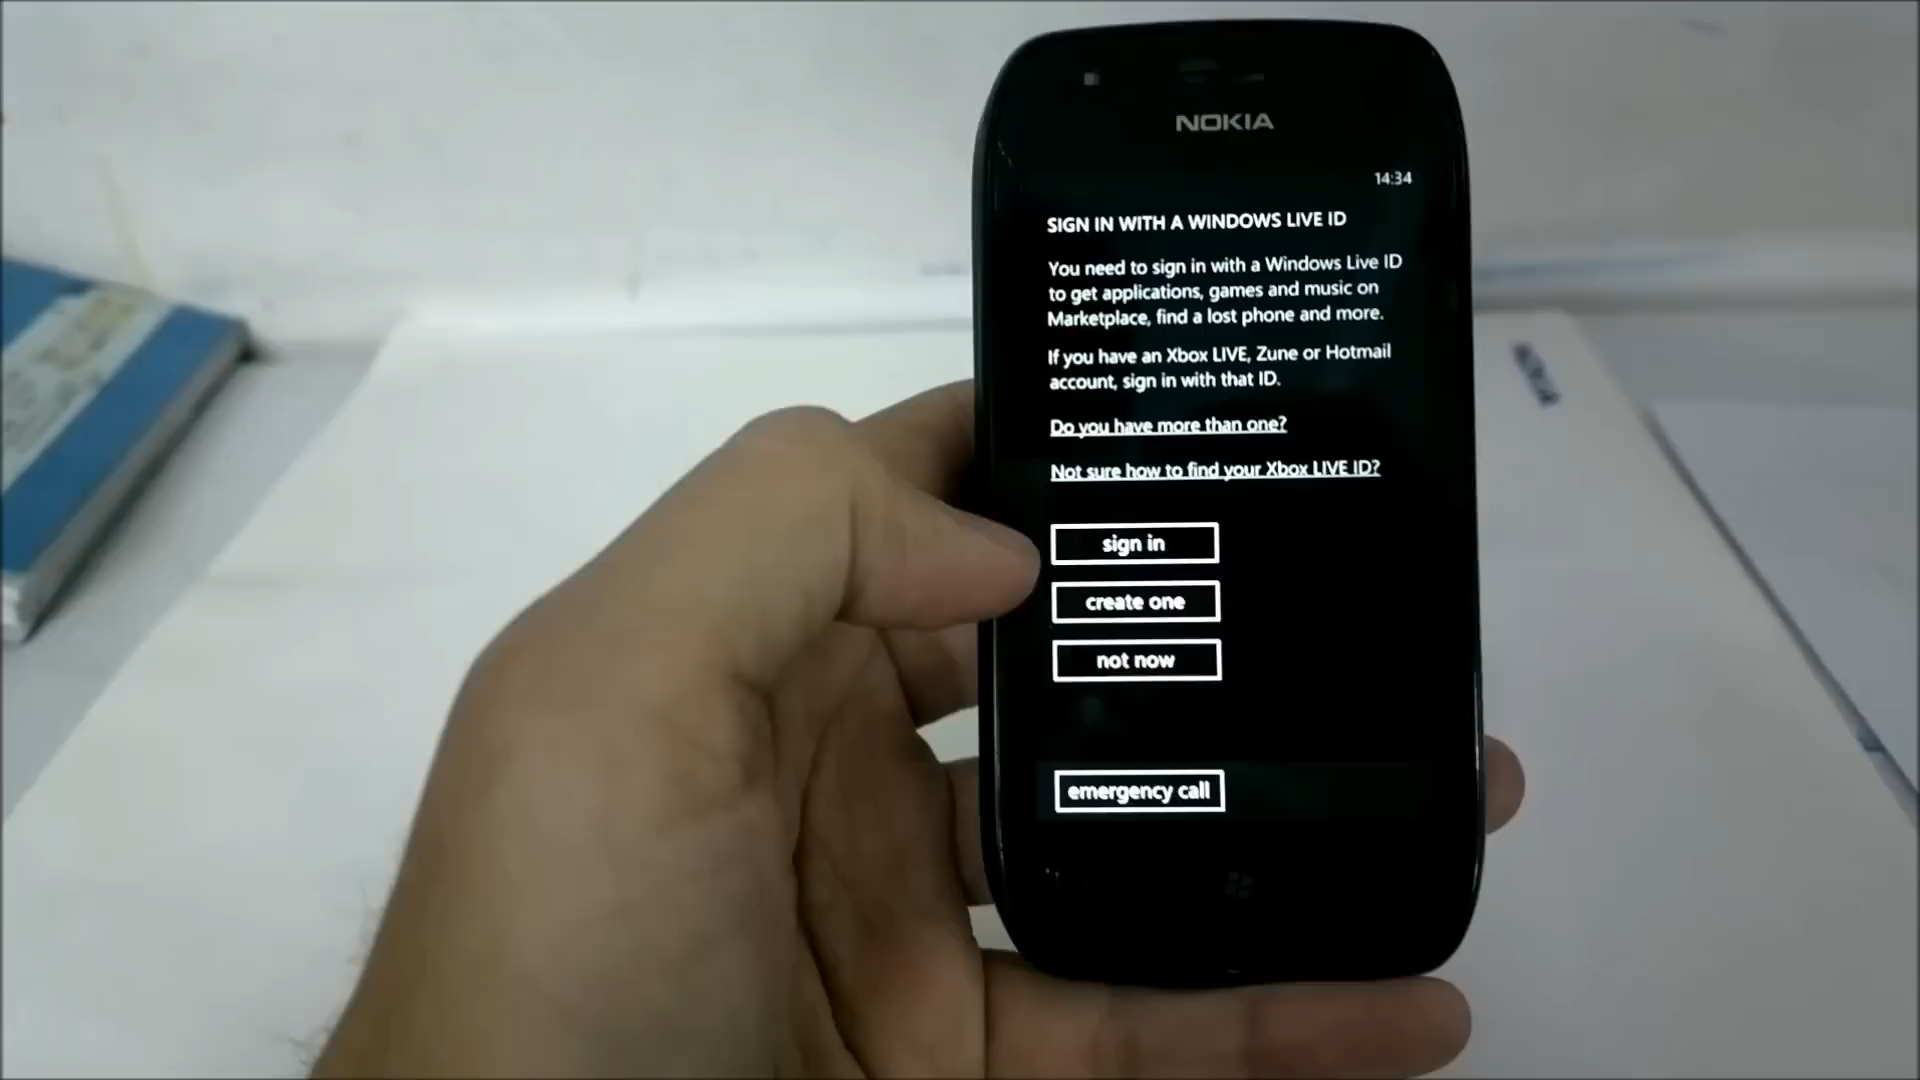 NOKIA
14:34
SIGN IN WITH A WINDOWS LIVE ID
You need to sign in with a Windows Live ID
to get applications, games and music on
Marketplace, find a lost phone and more.
If you have an Xbox LIVE, Zune or Hotmail
account, sign in with that ID.
Do you have more than one?
Not sure how to find your Xbox LIVE ID?
sign in
create one
not now
emergency call
NOKIA